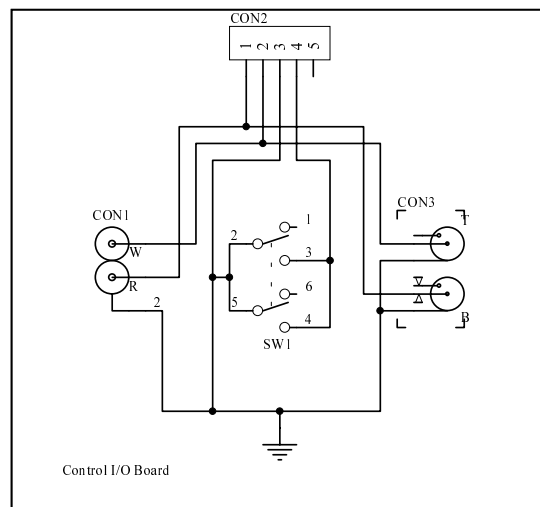 CON2
1 2 3 4 5
CON1
CON3
W
R
2
2
1
3
5
6
4
SW1
T
B
Control I/O Board